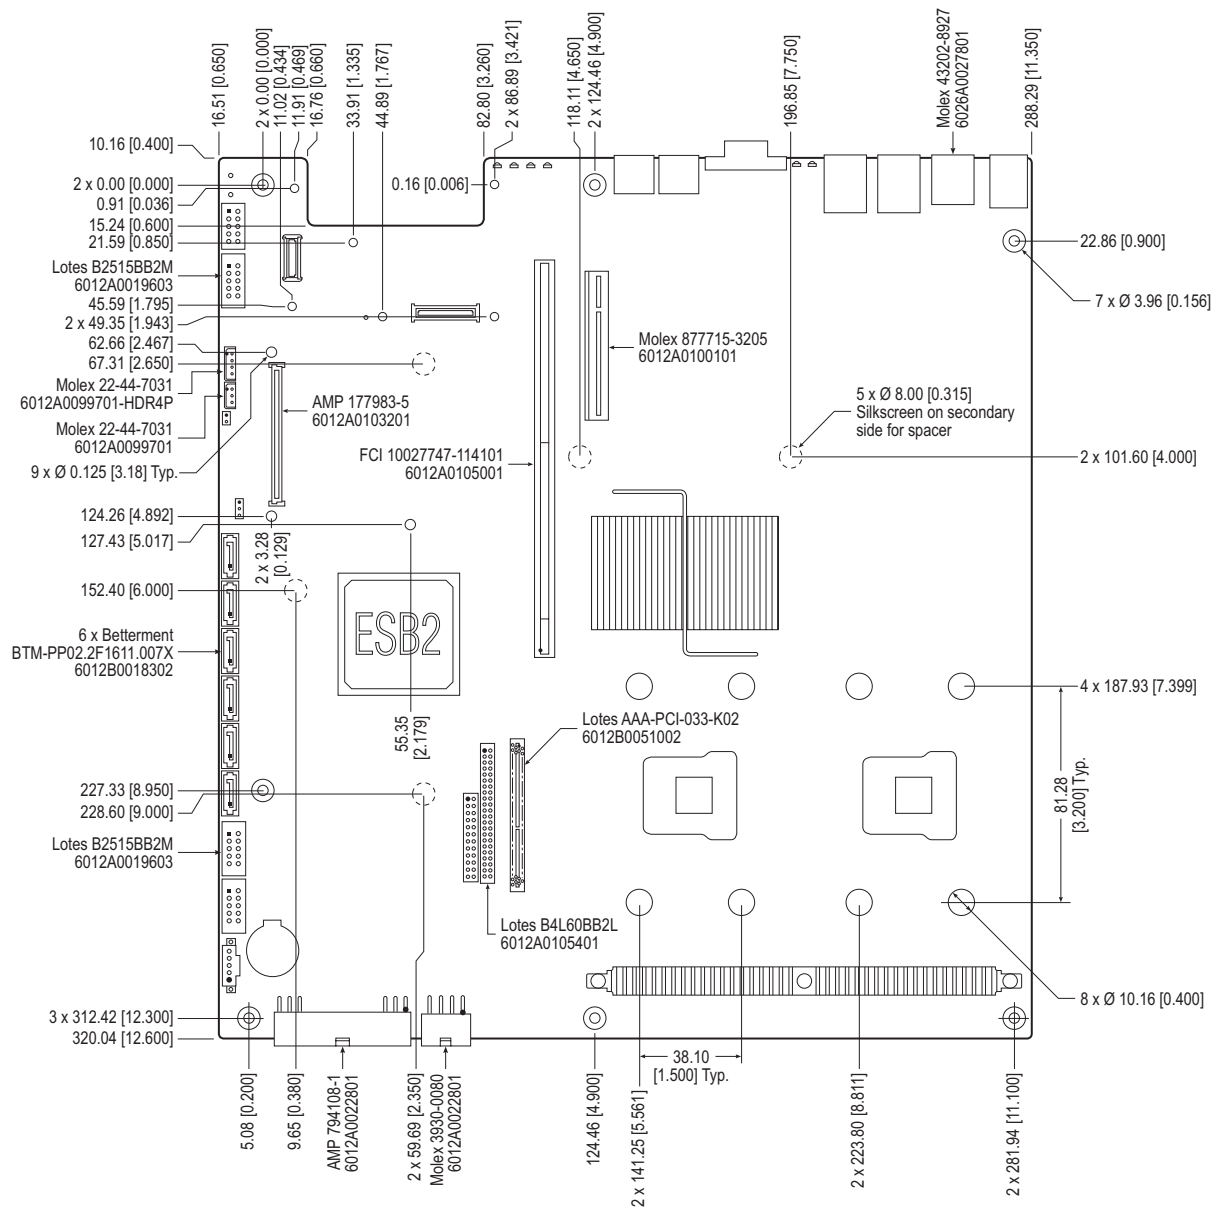 16.51 [0.650]
2 x 0.00 [0.000]
11.02 [0.434]
11.91 [0.469]
16.76 [0.660]
33.91 [1.335]
44.89 [1.767]
82.80 [3.260]
2 x 86.89 [3.421]
118.11 [4.650]
2 x 124.46 [4.900]
196.85 [7.750]
Molex 43202-8927
6026A0027801
288.29 [11.350]
10.16 [0.400]
2 x 0.00 [0.000]
0.91 [0.036]
0.16 [0.006]
15.24 [0.600]
21.59 [0.850]
22.86 [0.900]
Lotes B2515BB2M
6012A0019603
7 x Ø 3.96 [0.156]
45.59 [1.795]
2 x 49.35 [1.943]
62.66 [2.467]
67.31 [2.650]
Molex 877715-3205
6012A0100101
Molex 22-44-7031
6012A0099701-HDR4P
AMP 177983-5
6012A0103201
5 x Ø 8.00 [0.315]
Silkscreen on secondary
side for spacer
Molex 22-44-7031
6012A0099701
FCI 10027747-114101
6012A0105001
2 x 101.60 [4.000]
9 x Ø 0.125 [3.18] Typ.
124.26 [4.892]
127.43 [5.017]
2 x 3.28
[0.129]
152.40 [6.000]
ESB2
6 x Betterment
BTM-PP02.2F1611.007X
6012B0018302
4 x 187.93 [7.399]
55.35
[2.179]
Lotes AAA-PCI-033-K02
6012B0051002
81.28
[3.200] Typ.
227.33 [8.950]
228.60 [9.000]
Lotes B2515BB2M
6012A0019603
Lotes B4L60BB2L
6012A0105401
8 x Ø 10.16 [0.400]
3 x 312.42 [12.300]
320.04 [12.600]
38.10
[1.500] Typ.
5.08 [0.200]
9.65 [0.380]
AMP 794108-1
6012A0022801
2 x 59.69 [2.350]
Molex 3930-0080
6012A0022801
124.46 [4.900]
2 x 141.25 [5.561]
2 x 223.80 [8.811]
2 x 281.94 [11.100]